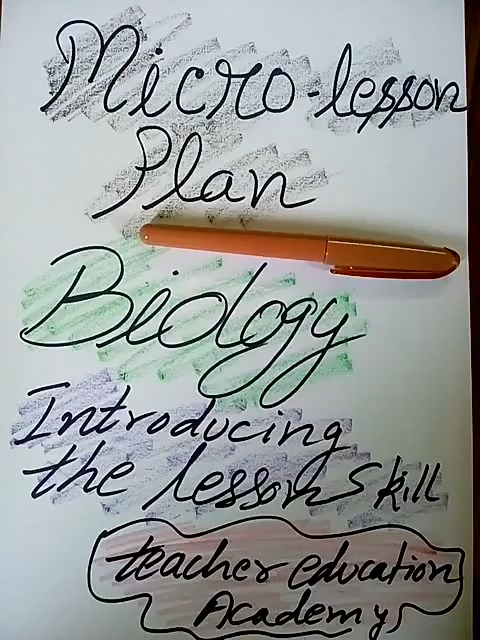 Micro-lesson
Plan
Biology
Introducing
the lesson Skill
teacher education
Academy